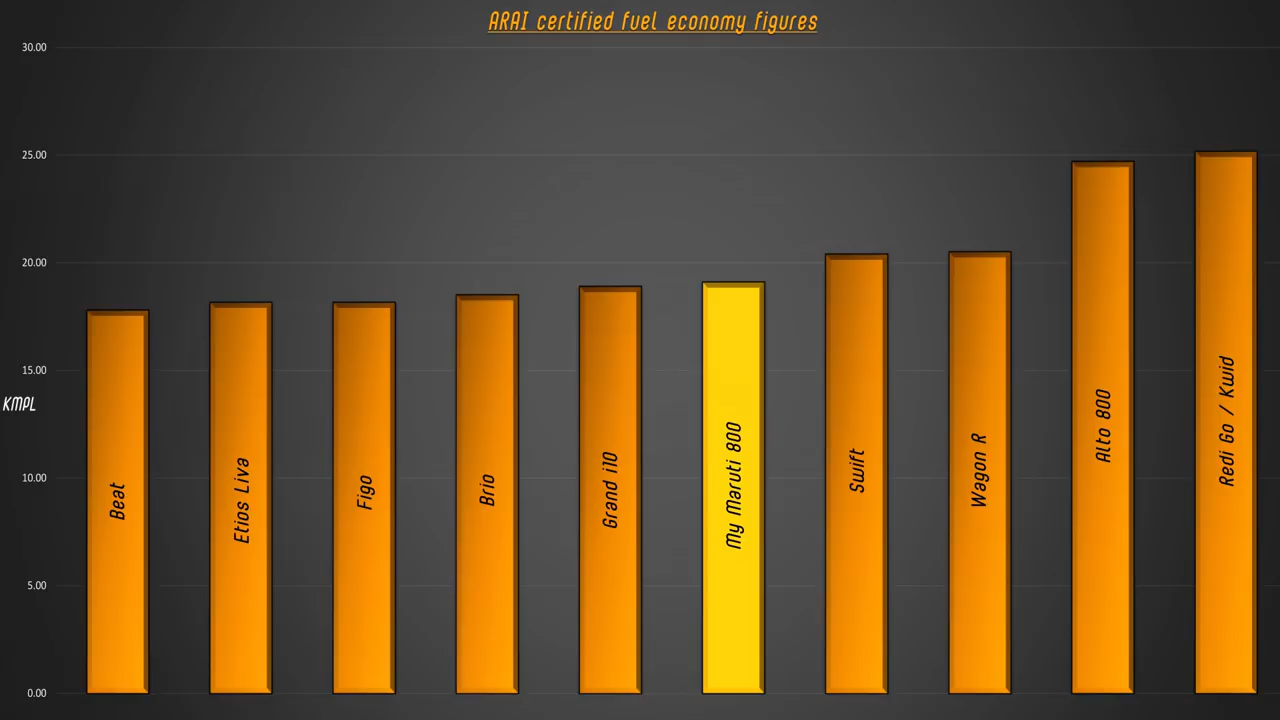 ARAI certified fuel economy figures
30.00
25.00
20.00
15.00
KMPL
10.00
5.00
0.00
Beat
Etios Liva
Figo
Brio
Grand i10
My Maruti 800
Swift
Wagon R
Alto 800
Redi Go / Kwid